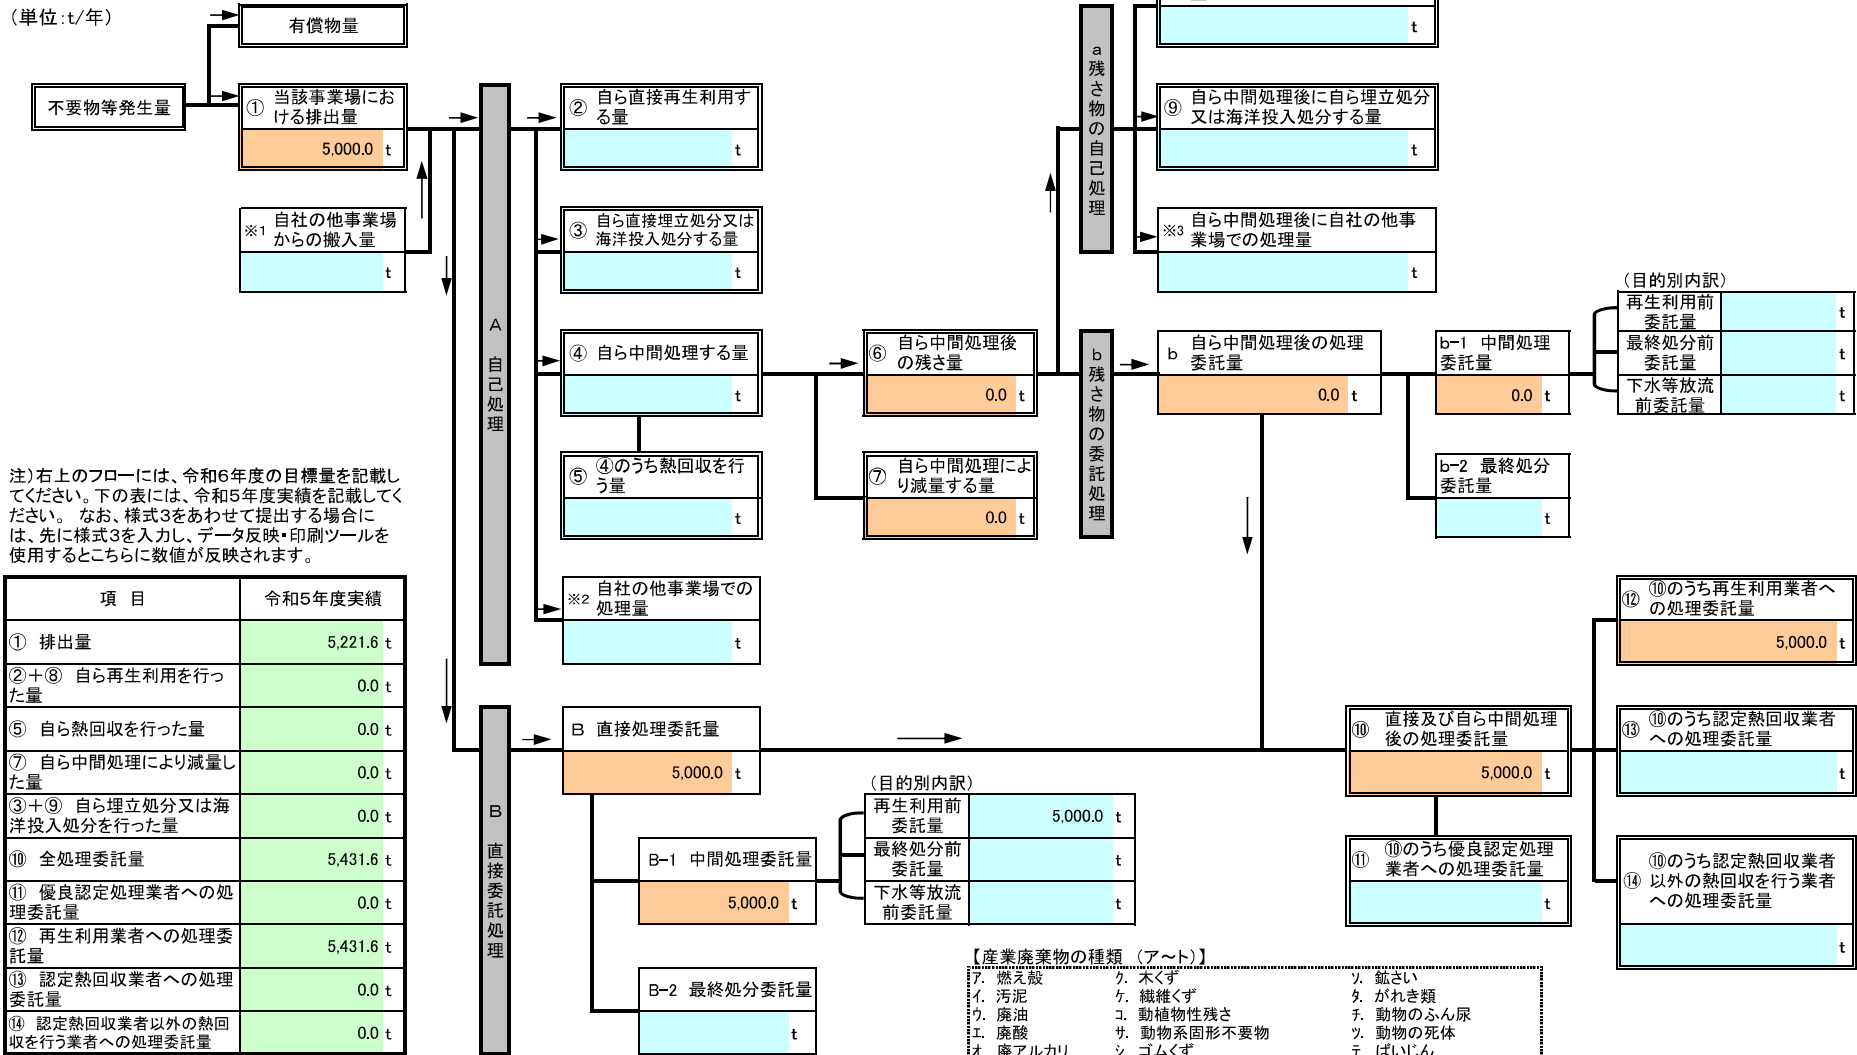 （単位:t/年）
有償物量
不要物等発生量
① 当該事業場にお
ける排出量
5,000.0 t
※1 自社の他事業場
からの搬入量
t
A 自己処理
② 自ら直接再生利用す
る量
t
③ 自ら直接埋立処分又は
海洋投入処分する量
t
④ 自ら中間処理する量
t
⑤ ④のうち熱回収を行
う量
t
※2 自社の他事業場での
処理量
t
⑥ 自ら中間処理後
の残さ量
0.0 t
⑦ 自ら中間処理によ
り減量する量
0.0 t
a残さ物の自己処理
t
⑨ 自ら中間処理後に自ら埋立処分
又は海洋投入処分する量
t
※3 自ら中間処理後に自社の他事
業場での処理量
t
b残さ物の委託処理
b 自ら中間処理後の処理
委託量
0.0 t
b-1 中間処理
委託量
0.0 t
b-2 最終処分
委託量
t
（目的別内訳）
再生利用前
委託量
t
最終処分前
委託量
t
下水等放流
前委託量
t
注）右上のフローには、令和6年度の目標量を記載し
てください。下の表には、令和5年度実績を記載してく
ださい。 なお、様式3をあわせて提出する場合に
は、先に様式3を入力し、データ反映・印刷ツールを
使用するとこちらに数値が反映されます。
項 目 令和5年度実績
① 排出量 5,221.6 t
②＋⑧ 自ら再生利用を行っ
た量 0.0 t
⑤ 自ら熱回収を行った量 0.0 t
⑦ 自ら中間処理により減量し
た量 0.0 t
③＋⑨ 自ら埋立処分又は海
洋投入処分を行った量 0.0 t
⑩ 全処理委託量 5,431.6 t
⑪ 優良認定処理業者への処
理委託量 0.0 t
⑫ 再生利用業者への処理委
託量 5,431.6 t
⑬ 認定熱回収業者への処理
委託量 0.0 t
⑭ 認定熱回収業者以外の熱回
収を行う業者への処理委託量 0.0 t
B 直接委託処理
B 直接処理委託量
5,000.0 t
B-1 中間処理委託量
5,000.0 t
B-2 最終処分委託量
t
（目的別内訳）
再生利用前
委託量
5,000.0 t
最終処分前
委託量
t
下水等放流
前委託量
t
⑩ 直接及び自ら中間処理
後の処理委託量
5,000.0 t
⑪ ⑩のうち優良認定処理
業者への処理委託量
t
⑫ ⑩のうち再生利用業者へ
の処理委託量
5,000.0 t
⑬ ⑩のうち認定熱回収業者
への処理委託量
t
⑭ ⑩のうち認定熱回収業者
以外の熱回収を行う業者
への処理委託量
t
【産業廃棄物の種類 （ア～ト）】
ア. 燃え殻 ク. 木くず ソ. 鉱さい
イ. 汚泥 ケ. 繊維くず タ. がれき類
ウ. 廃油 コ. 動植物性残さ チ. 動物のふん尿
エ. 廃酸 サ. 動物系固形不要物 ツ. 動物の死体
オ. 廃アルカリ シ. ゴムくず テ. ばいじん